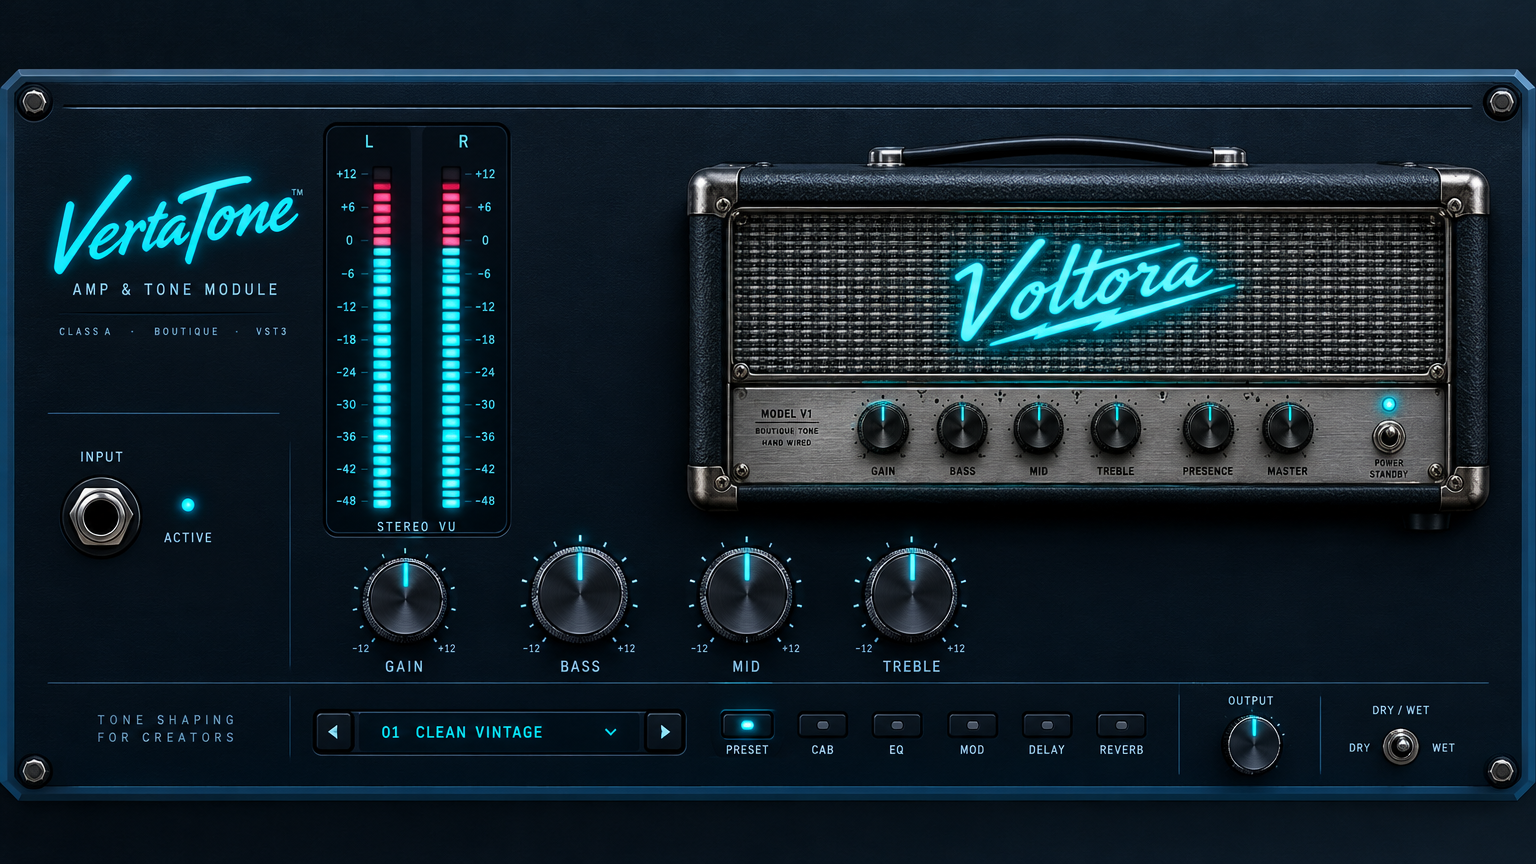 VertaTone™
AMP & TONE MODULE
CLASS A · BOUTIQUE · VST3
INPUT
ACTIVE
TONE SHAPING
FOR CREATORS
L R
+12 +12
+6 +6
0 0
-6 -6
-12 -12
-18 -18
-24 -24
-30 -30
-36 -36
-42 -42
-48 -48
STEREO VU
Voltora
MODEL V1
BOUTIQUE TONE
HAND WIRED
GAIN BASS MID TREBLE PRESENCE MASTER
POWER
STANDBY
-12 +12 -12 +12 -12 +12 -12 +12
GAIN BASS MID TREBLE
01 CLEAN VINTAGE
PRESET CAB EQ MOD DELAY REVERB
OUTPUT
DRY / WET
DRY WET